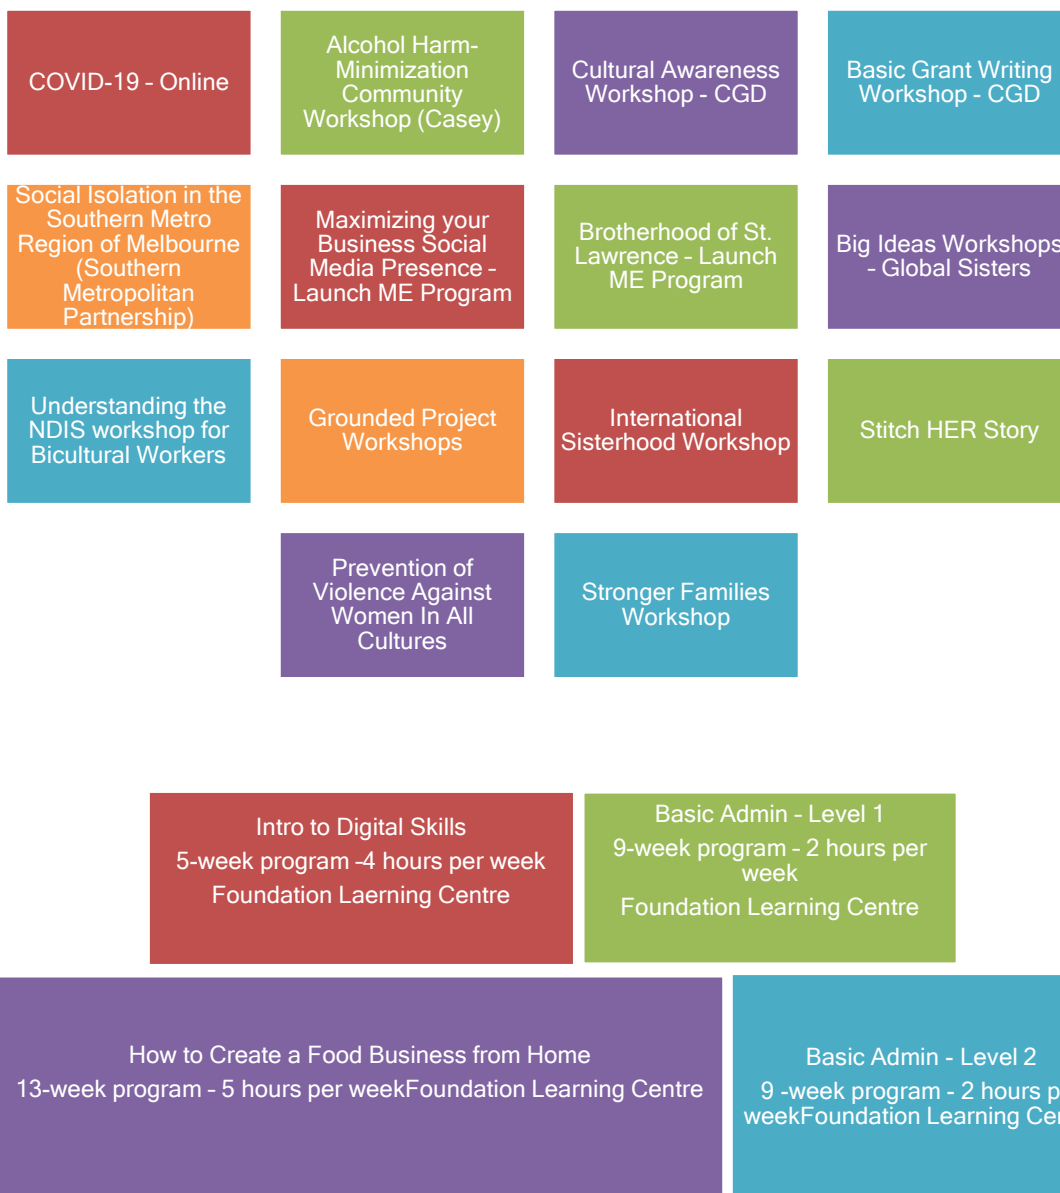 COVID-19 - Online
Alcohol Harm-
Minimization
Community
Workshop (Casey)
Cultural Awareness
Workshop - CGD
Basic Grant Writing
Workshop - CGD
Social Isolation in the
Southern Metro
Region of Melbourne
(Southern
Metropolitan
Partnership)
Maximizing your
Business Social
Media Presence -
Launch ME Program
Brotherhood of St.
Lawrence - Launch
ME Program
Big Ideas Workshops
- Global Sisters
Understanding the
NDIS workshop for
Bicultural Workers
Grounded Project
Workshops
International
Sisterhood Workshop
Stitch HER Story
Prevention of
Violence Against
Women In All
Cultures
Stronger Families
Workshop
Intro to Digital Skills
5-week program -4 hours per week
Foundation Laerning Centre
Basic Admin - Level 1
9-week program - 2 hours per
week
Foundation Learning Centre
How to Create a Food Business from Home
13-week program - 5 hours per weekFoundation Learning Centre
Basic Admin - Level 2
9 -week program - 2 hours
weekFoundation Learning